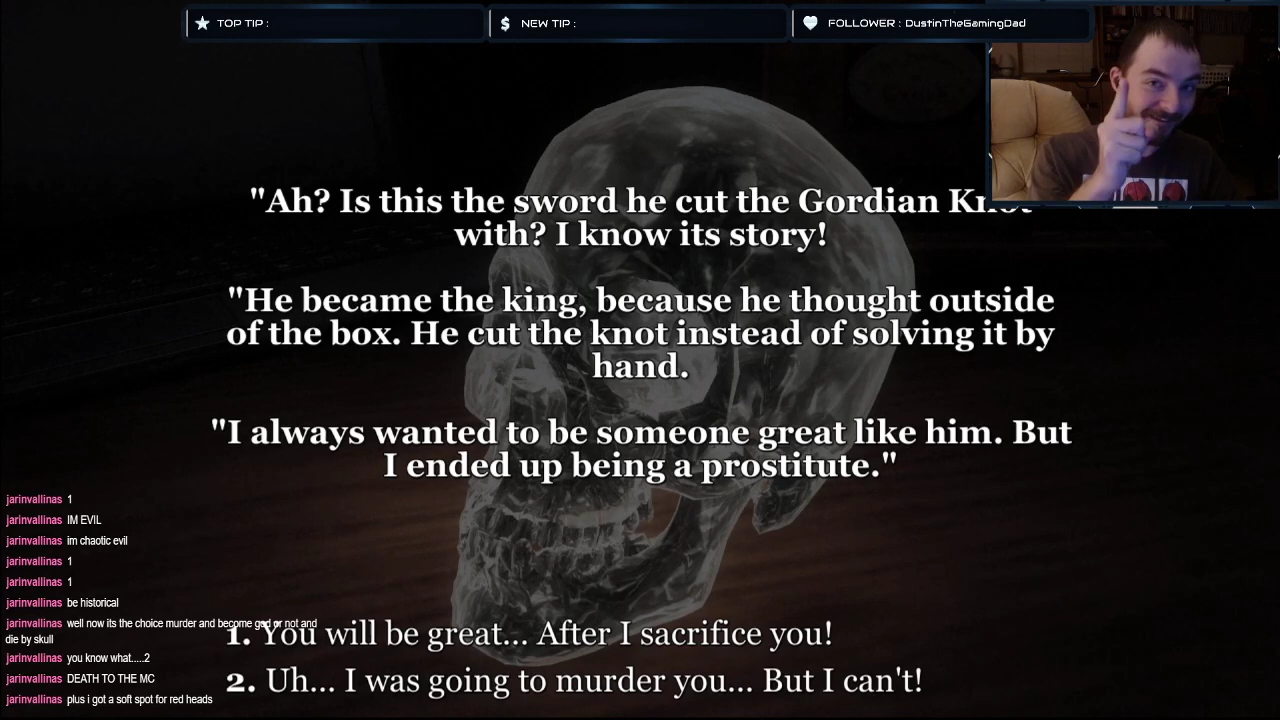 TOP TIP :
NEW TIP :
FOLLOWER : DustinTheGamingDad
"Ah? Is this the sword he cut the Gordian Knot
with? I know its story!
"He became the king, because he thought outside
of the box. He cut the knot instead of solving it by
hand.
"I always wanted to be someone great like him. But
I ended up being a prostitute."
jarinvallinas 1
jarinvallinas IM EVIL
jarinvallinas im chaotic evil
jarinvallinas 1
jarinvallinas 1
jarinvallinas be historical
jarinvallinas well now its the choice murder and become god or not and
die by skull
jarinvallinas you know what.....2
jarinvallinas DEATH TO THE MC
jarinvallinas plus i got a soft spot for red heads
1. You will be great... After I sacrifice you!
2. Uh... I was going to murder you... But I can't!